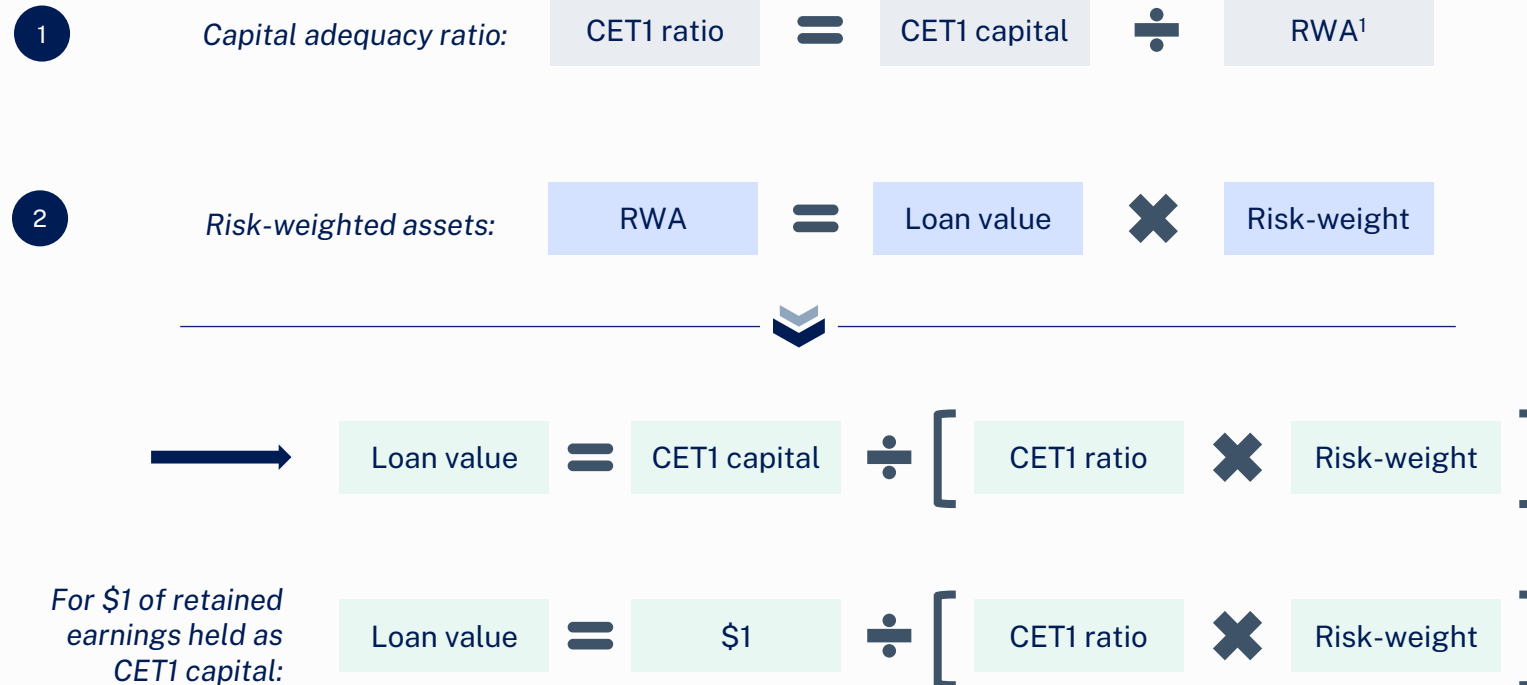 1 Capital adequacy ratio: CET1 ratio = CET1 capital ÷ RWA¹
2 Risk-weighted assets: RWA = Loan value × Risk-weight
Loan value = CET1 capital ÷ [ CET1 ratio × Risk-weight ]
For $1 of retained
earnings held as
CET1 capital:
Loan value = $1 ÷ [ CET1 ratio × Risk-weight ]